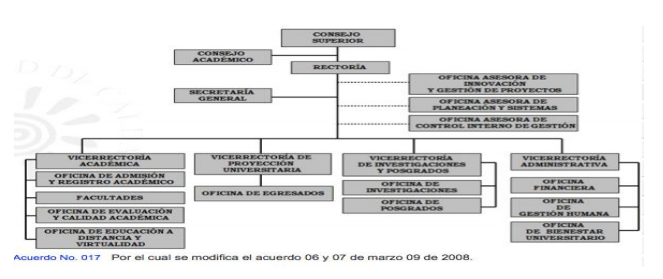 CONSEJO
SUPERIOR
CONSEJO
ACADÉMICO
RECTORÍA
SECRETARÍA
GENERAL
OFICINA ASESORA DE
INNOVACIÓN
Y GESTIÓN DE PROYECTOS
OFICINA ASESORA DE
PLANEACIÓN Y SISTEMAS
OFICINA ASESORA DE
CONTROL INTERNO DE GESTIÓN
VICERRECTORÍA
ACADÉMICA
OFICINA DE ADMISIÓN
Y REGISTRO ACADÉMICO
FACULTADES
OFICINA DE EVALUACIÓN
Y CALIDAD ACADÉMICA
OFICINA DE EDUCACIÓN A
DISTANCIA Y
VIRTUALIDAD
VICERRECTORÍA DE
PROYECCIÓN
UNIVERSITARIA
OFICINA DE EGRESADOS
VICERRECTORÍA
DE INVESTIGACIONES
Y POSGRADOS
OFICINA DE
INVESTIGACIONES
OFICINA DE
POSGRADOS
VICERRECTORÍA
ADMINISTRATIVA
OFICINA
FINANCIERA
OFICINA
DE
GESTIÓN HUMANA
OFICINA
DE BIENESTAR
UNIVERSITARIO
Acuerdo No. 017 Por el cual se modifica el acuerdo 06 y 07 de marzo 09 de 2008.